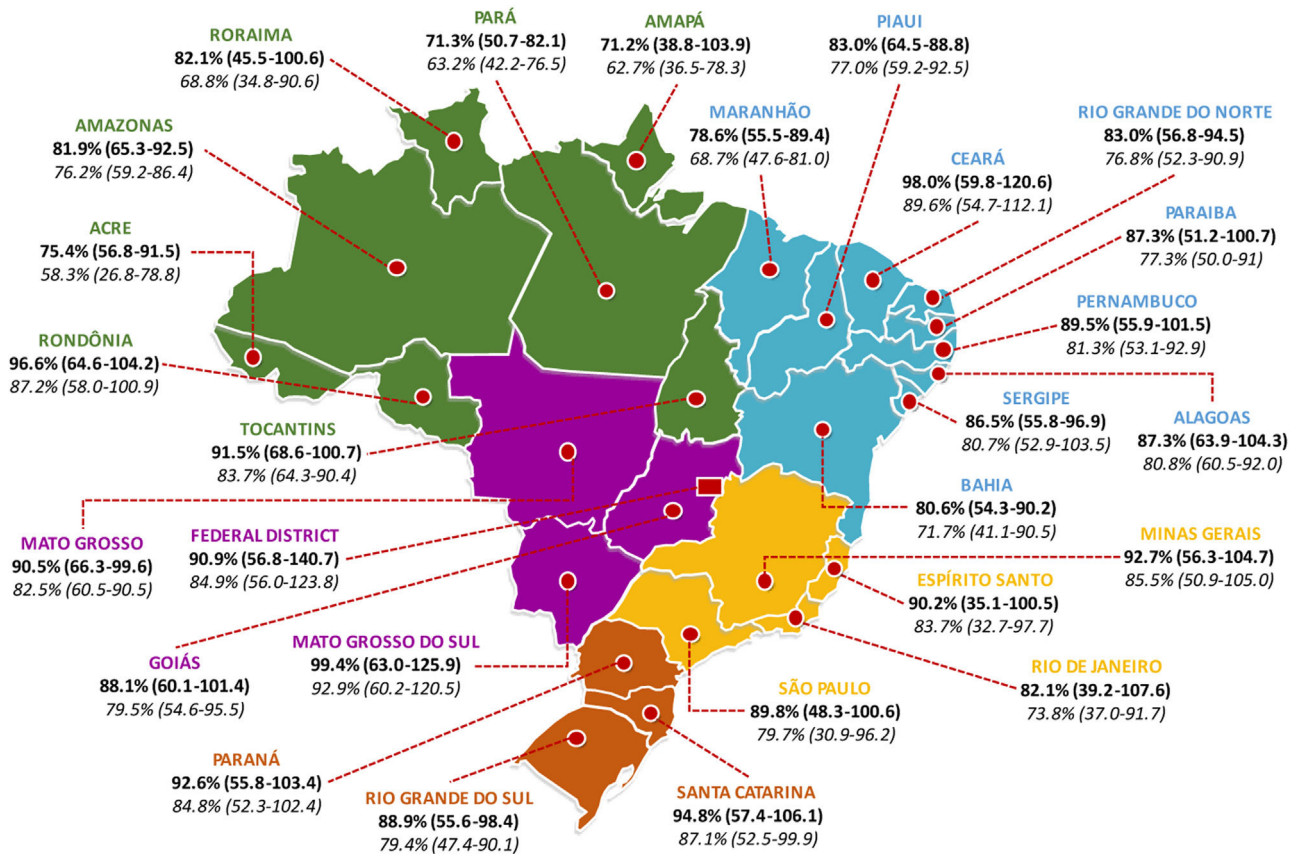 RORAIMA
82.1% (45.5-100.6)
68.8% (34.8-90.6)
PARÁ
71.3% (50.7-82.1)
63.2% (42.2-76.5)
AMAPÁ
71.2% (38.8-103.9)
62.7% (36.5-78.3)
PIAUI
83.0% (64.5-88.8)
77.0% (59.2-92.5)
AMAZONAS
81.9% (65.3-92.5)
76.2% (59.2-86.4)
MARANHÃO
78.6% (55.5-89.4)
68.7% (47.6-81.0)
RIO GRANDE DO NORTE
83.0% (56.8-94.5)
76.8% (52.3-90.9)
CEARÁ
98.0% (59.8-120.6)
89.6% (54.7-112.1)
ACRE
75.4% (56.8-91.5)
58.3% (26.8-78.8)
PARAIBA
87.3% (51.2-100.7)
77.3% (50.0-91)
PERNAMBUCO
89.5% (55.9-101.5)
81.3% (53.1-92.9)
RONDÔNIA
96.6% (64.6-104.2)
87.2% (58.0-100.9)
SERGIPE
86.5% (55.8-96.9)
80.7% (52.9-103.5)
ALAGOAS
87.3% (63.9-104.3)
80.8% (60.5-92.0)
TOCANTINS
91.5% (68.6-100.7)
83.7% (64.3-90.4)
BAHIA
80.6% (54.3-90.2)
71.7% (41.1-90.5)
MATO GROSSO
90.5% (66.3-99.6)
82.5% (60.5-90.5)
FEDERAL DISTRICT
90.9% (56.8-140.7)
84.9% (56.0-123.8)
MINAS GERAIS
92.7% (56.3-104.7)
85.5% (50.9-105.0)
ESPÍRITO SANTO
90.2% (35.1-100.5)
83.7% (32.7-97.7)
GOIÁS
88.1% (60.1-101.4)
79.5% (54.6-95.5)
MATO GROSSO DO SUL
99.4% (63.0-125.9)
92.9% (60.2-120.5)
SÃO PAULO
89.8% (48.3-100.6)
79.7% (30.9-96.2)
RIO DE JANEIRO
82.1% (39.2-107.6)
73.8% (37.0-91.7)
PARANÁ
92.6% (55.8-103.4)
84.8% (52.3-102.4)
RIO GRANDE DO SUL
88.9% (55.6-98.4)
79.4% (47.4-90.1)
SANTA CATARINA
94.8% (57.4-106.1)
87.1% (52.5-99.9)